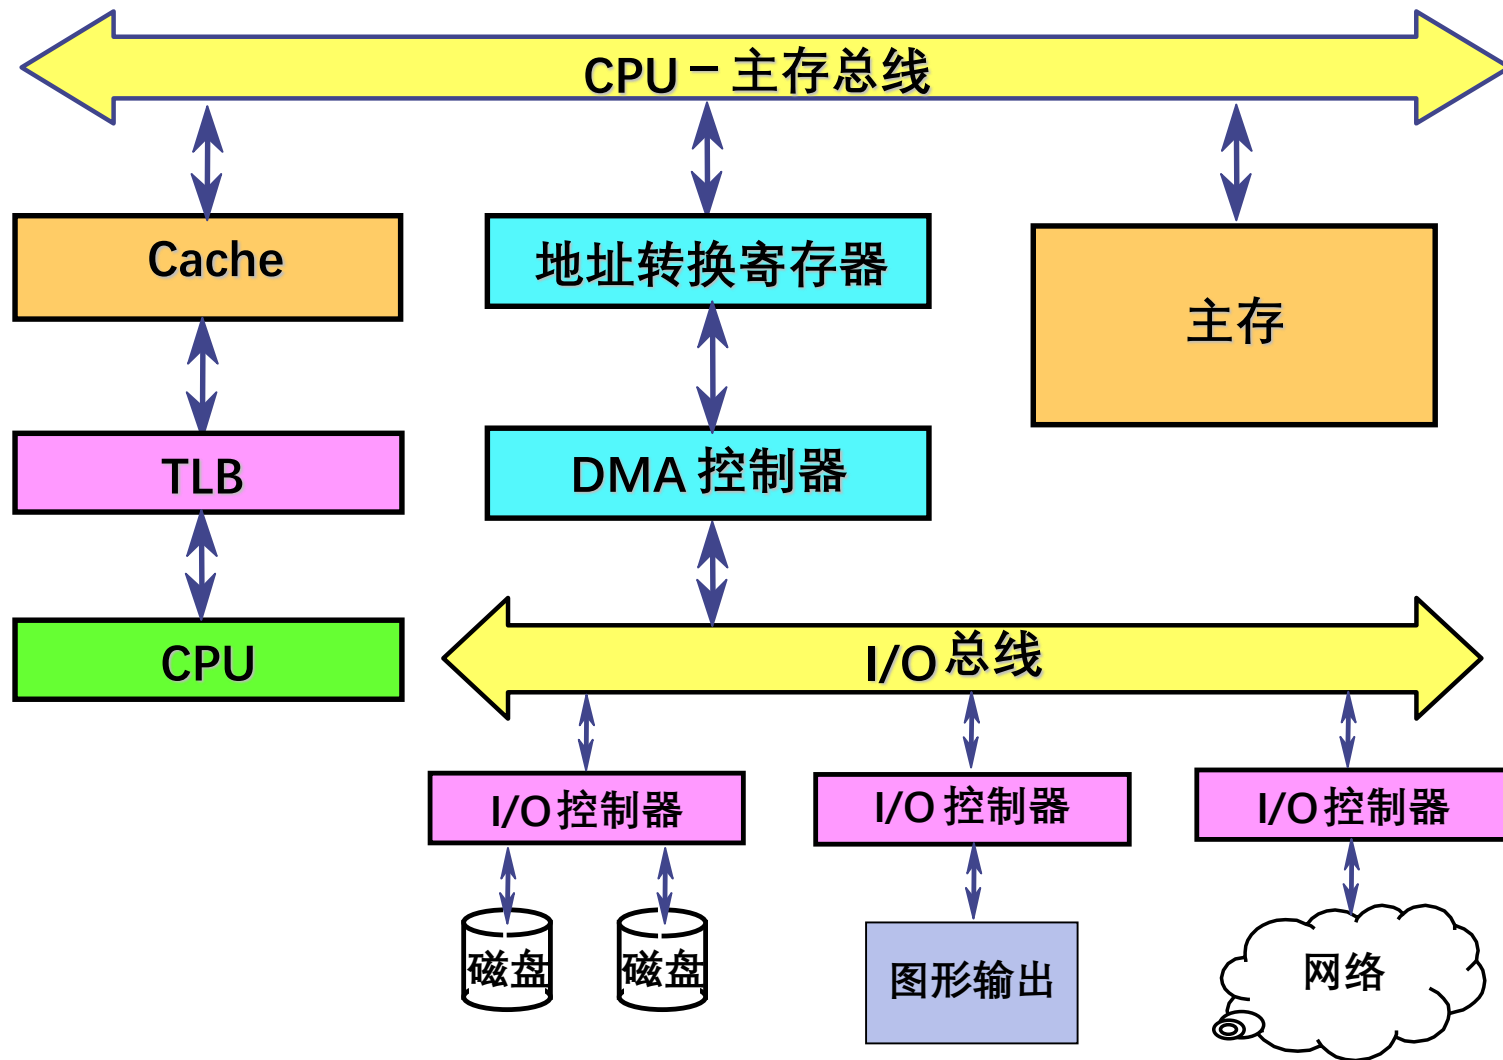 CPU－主存总线
Cache
地址转换寄存器
主存
TLB
DMA 控制器
CPU
I/O 总线
I/O 控制器
I/O 控制器
I/O 控制器
磁盘
磁盘
图形输出
网络